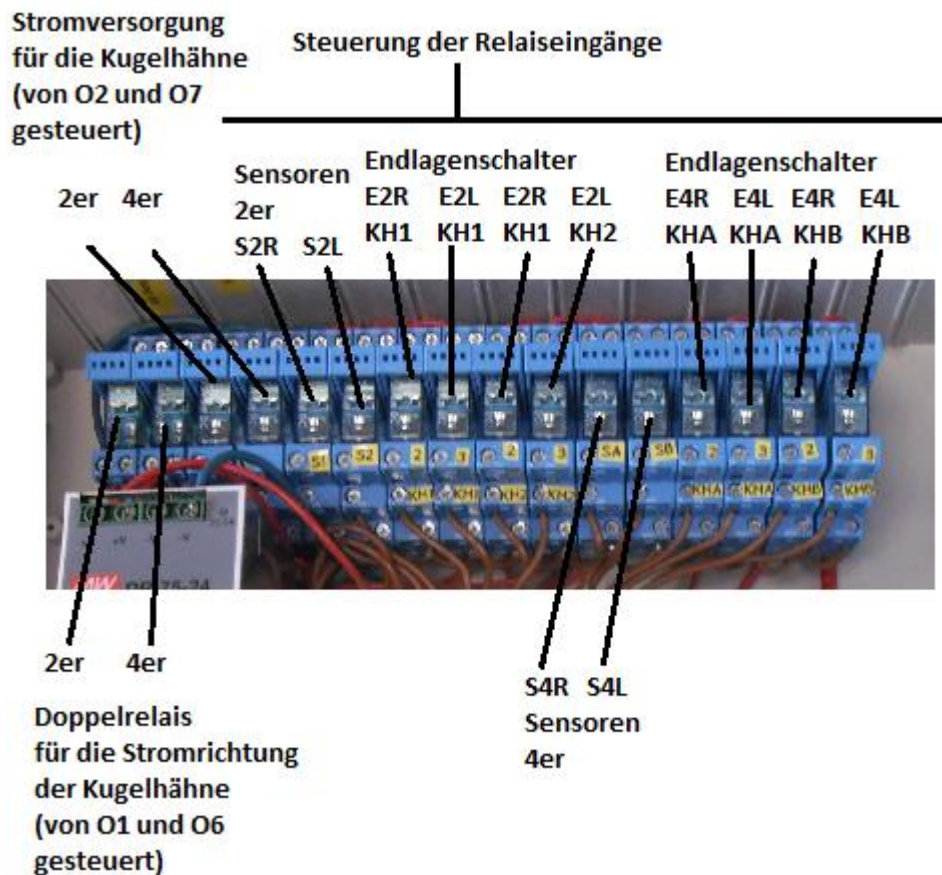 Stromversorgung
für die Kugelhähne
(von O2 und O7
gesteuert)
Steuerung der Relaiseingänge
2er 4er
Sensoren
2er
S2R S2L
Endlagenschalter
E2R E2L E2R E2L
KH1 KH1 KH1 KH2
Endlagenschalter
E4R E4L E4R E4L
KHA KHA KHB KHB
S1 S2 2 3 2 3 SA SB 2 3 2 3
KH1 KH1 KH2 KH2 KHA KHA KHB KHB
+V -V
MW
2er 4er
Doppelrelais
für die Stromrichtung
der Kugelhähne
(von O1 und O6
gesteuert)
S4R S4L
Sensoren
4er